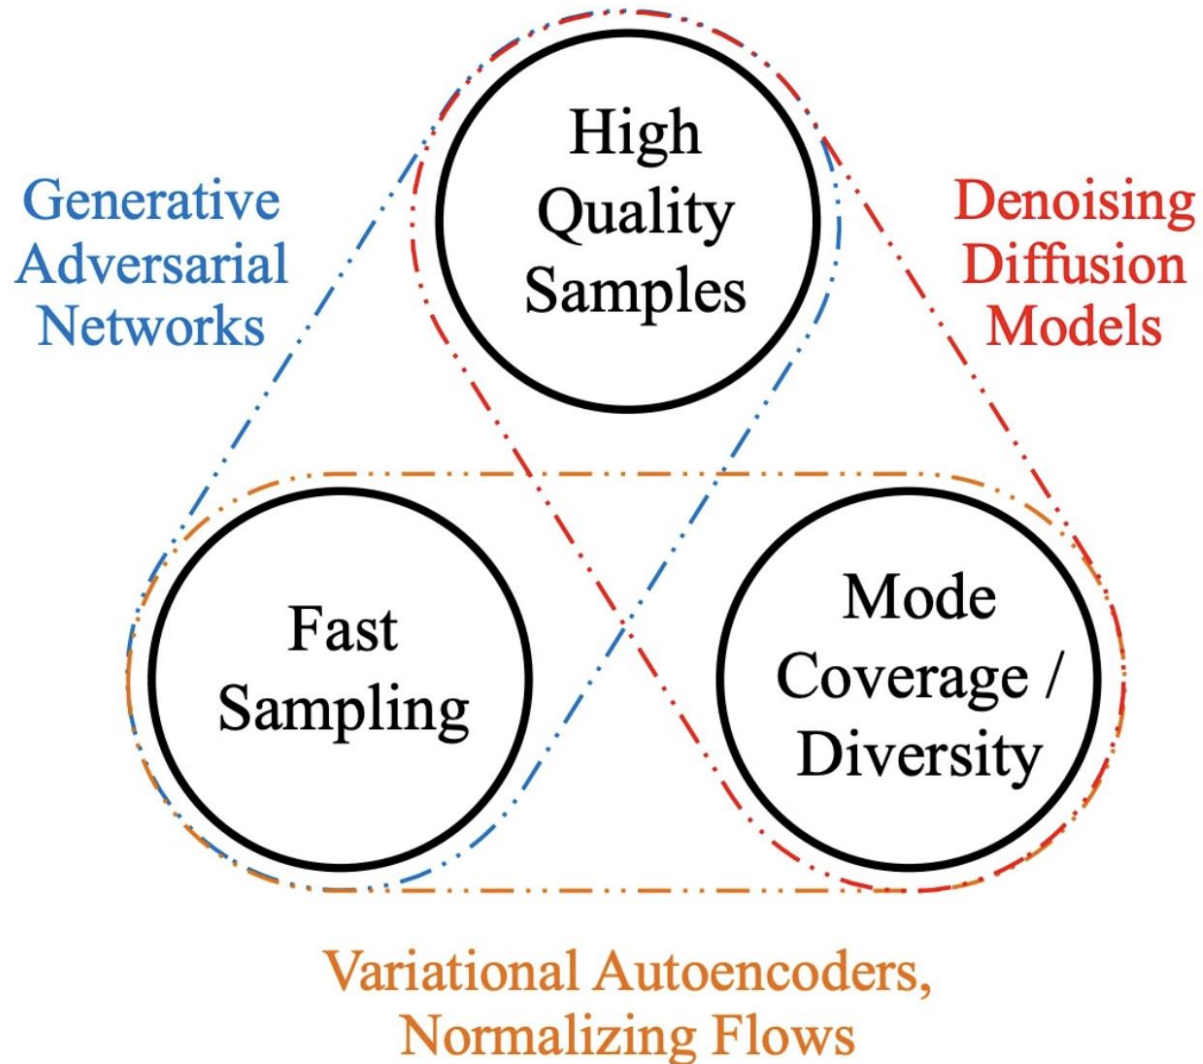 High
Quality
Samples
Generative
Adversarial
Networks
Denoising
Diffusion
Models
Fast
Sampling
Mode
Coverage /
Diversity
Variational Autoencoders,
Normalizing Flows